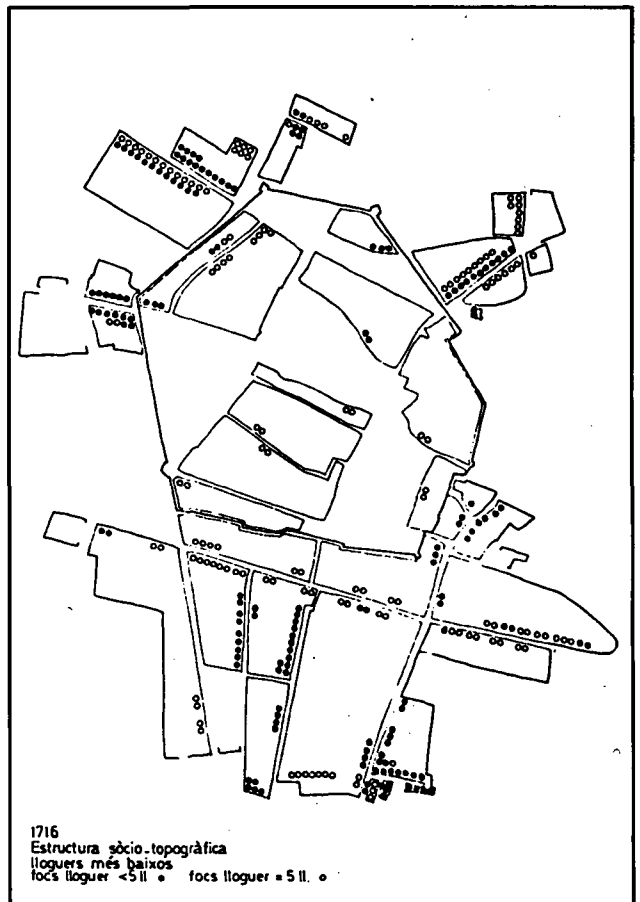 1716
Estructura sòcio-topogràfica
lloguers més baixos
focs lloguer <5 ll. • focs lloguer = 5 ll. o